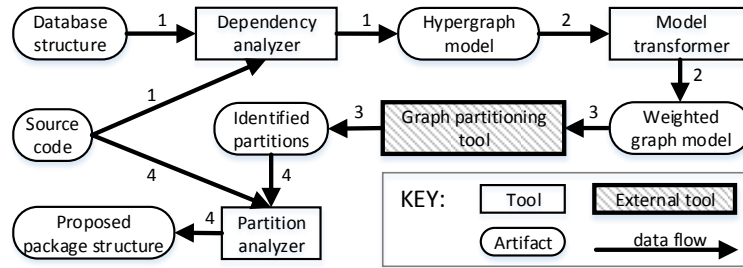 Database
structure
1
Dependency
analyzer
1
Hypergraph
model
2
Model
transformer
1
2
Source
code
Identified
partitions
3
Graph partitioning
tool
3
Weighted
graph model
4
4
Proposed
package structure
4
Partition
analyzer
KEY:
Tool
External tool
Artifact
data flow